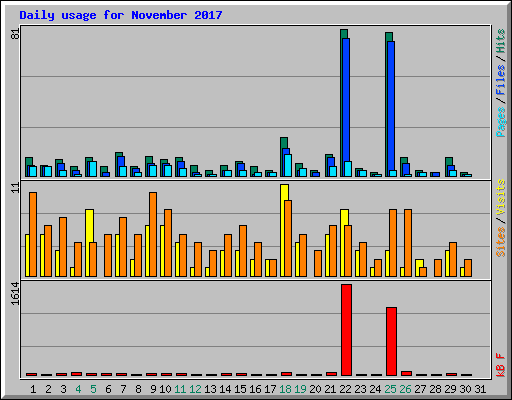 Daily usage for November 2017
81
Pages/Files/Hits
11
Sites/Visits
1614
kB F
1 2 3 4 5 6 7 8 9 10 11 12 13 14 15 16 17 18 19 20 21 22 23 24 25 26 27 28 29 30 31